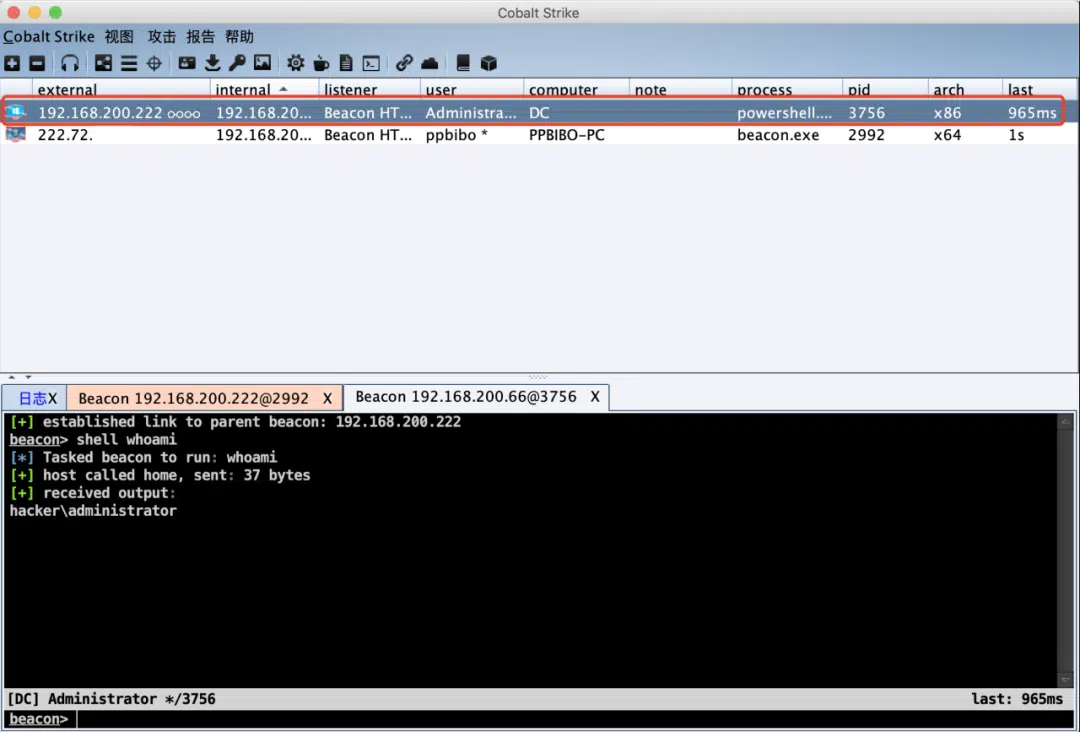 Cobalt Strike
Cobalt Strike 视图 攻击 报告 帮助
external internal listener user computer note process pid arch last
192.168.200.222 oooo 192.168.20... Beacon HT... Administra... DC powershell.... 3756 x86 965ms
222.72. 192.168.20... Beacon HT... ppbibo * PPBIBO-PC beacon.exe 2992 x64 1s
日志X Beacon 192.168.200.222@2992 X Beacon 192.168.200.66@3756 X
[+] established link to parent beacon: 192.168.200.222
beacon> shell whoami
[*] Tasked beacon to run: whoami
[+] host called home, sent: 37 bytes
[+] received output:
hacker\administrator
[DC] Administrator */3756 last: 965ms
beacon>